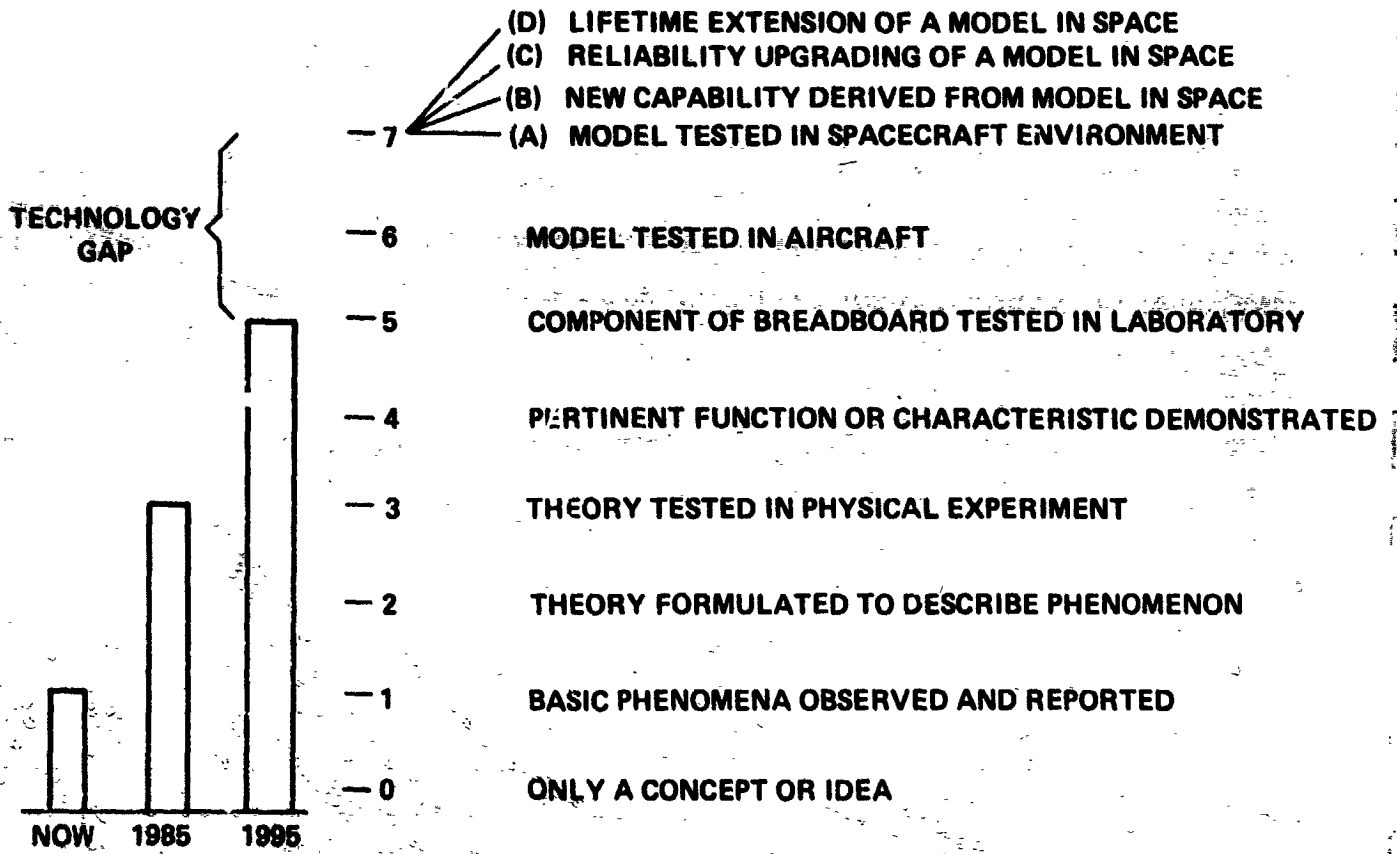 (D) LIFETIME EXTENSION OF A MODEL IN SPACE
(C) RELIABILITY UPGRADING OF A MODEL IN SPACE
(B) NEW CAPABILITY DERIVED FROM MODEL IN SPACE
— 7 (A) MODEL TESTED IN SPACECRAFT ENVIRONMENT
TECHNOLOGY
GAP
— 6 MODEL TESTED IN AIRCRAFT
— 5 COMPONENT OF BREADBOARD TESTED IN LABORATORY
— 4 PERTINENT FUNCTION OR CHARACTERISTIC DEMONSTRATED
— 3 THEORY TESTED IN PHYSICAL EXPERIMENT
— 2 THEORY FORMULATED TO DESCRIBE PHENOMENON
— 1 BASIC PHENOMENA OBSERVED AND REPORTED
— 0 ONLY A CONCEPT OR IDEA
NOW 1985 1995